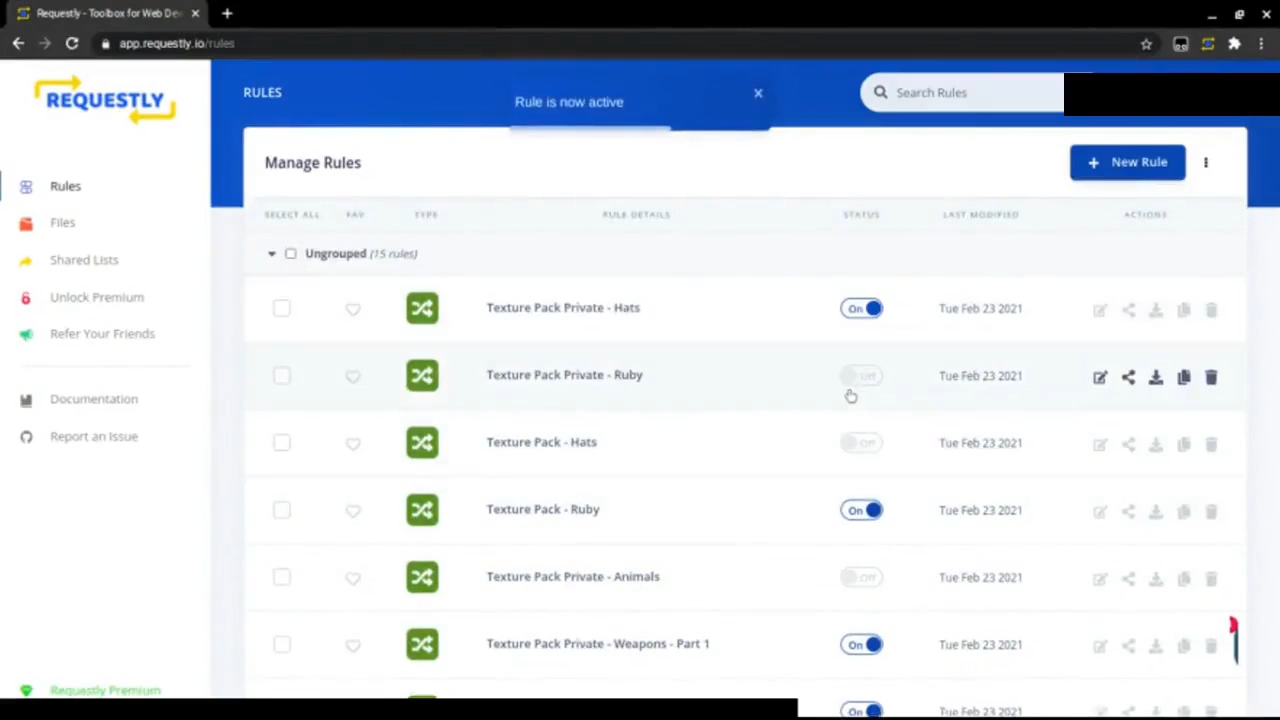 Requestly - Toolbox for Web De
app.requestly.io/rules
REQUESTLY
RULES
Rule is now active
Search Rules
Manage Rules
New Rule
SELECT ALL FAV TYPE RULE DETAILS STATUS LAST MODIFIED ACTIONS
Ungrouped (15 rules)
Texture Pack Private - Hats On Tue Feb 23 2021
Texture Pack Private - Ruby Off Tue Feb 23 2021
Texture Pack - Hats Off Tue Feb 23 2021
Texture Pack - Ruby On Tue Feb 23 2021
Texture Pack Private - Animals Off Tue Feb 23 2021
Texture Pack Private - Weapons - Part 1 On Tue Feb 23 2021
On
Rules
Files
Shared Lists
Unlock Premium
Refer Your Friends
Documentation
Report an Issue
Requestly Premium